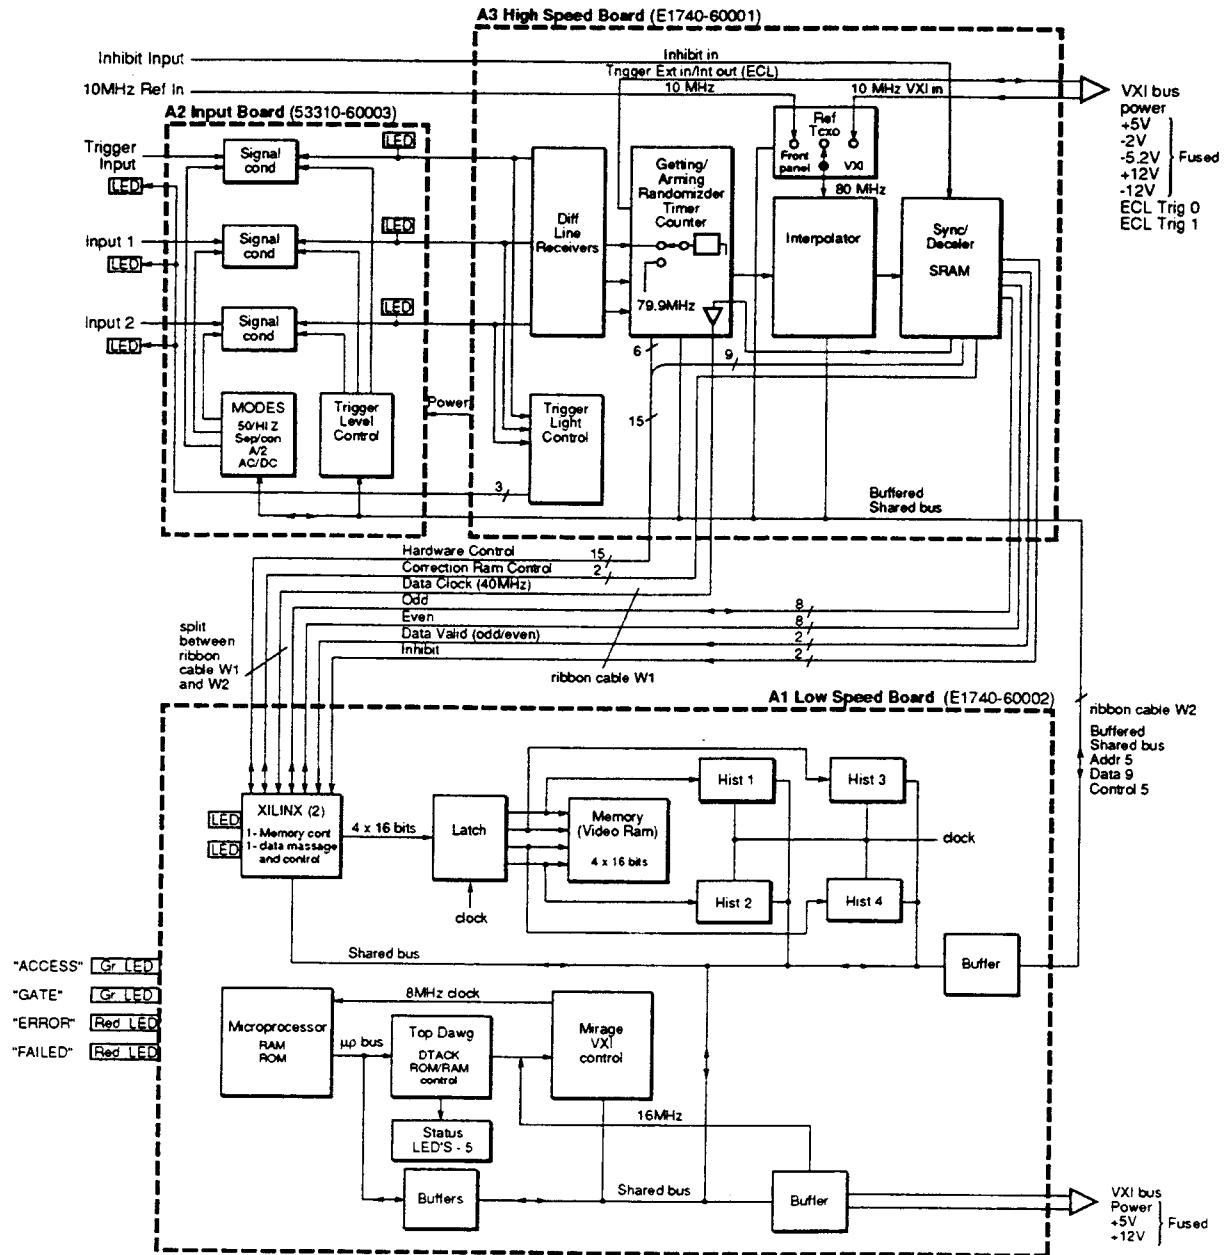 A3 High Speed Board (E1740-60001)
Inhibit Input
Inhibit in
Trigger Ext in/Int out (ECL)
10MHz Ref In
10 MHz
10 MHz VXI in
VXI bus
power
+5V
-2V
-5.2V
+12V
-12V
Fused
ECL Trig 0
ECL Trig 1
A2 Input Board (53310-60003)
Trigger
Input
LED
Signal
cond
LED
Input 1
LED
Signal
cond
LED
Input 2
LED
Signal
cond
LED
MODES
50/HI Z
Sep/con
A/2
AC/DC
Trigger
Level
Control
Power
Diff
Line
Receivers
Trigger
Light
Control
3
Getting/
Arming
Randomizder
Timer
Counter
79.9MHz
Ref
Tcxo
Front
panel
VXI
80 MHz
Interpolator
Sync/
Deceler
SRAM
6
9
15
Buffered
Shared bus
Hardware Control
15
Correction Ram Control
2
Data Clock (40MHz)
Odd
8
Even
8
Data Valid (odd/even)
2
Inhibit
2
split
between
ribbon
cable W1
and W2
ribbon cable W1
A1 Low Speed Board (E1740-60002)
ribbon cable W2
Buffered
Shared bus
Addr 5
Data 9
Control 5
XILINX (2)
1- Memory cont
1- data massage
and control
LED
LED
4 x 16 bits
Latch
clock
Memory
(Video Ram)
4 x 16 bits
Hist 1
Hist 3
clock
Hist 2
Hist 4
Shared bus
Buffer
"ACCESS" Gr LED
"GATE" Gr LED
"ERROR" Red LED
"FAILED" Red LED
8MHz clock
Microprocessor
RAM
ROM
μρ bus
Top Dawg
DTACK
ROM/RAM
control
Mirage
VXI
control
Status
LED'S - 5
16MHz
Buffers
Shared bus
Buffer
VXI bus
Power
+5V
+12V
Fused